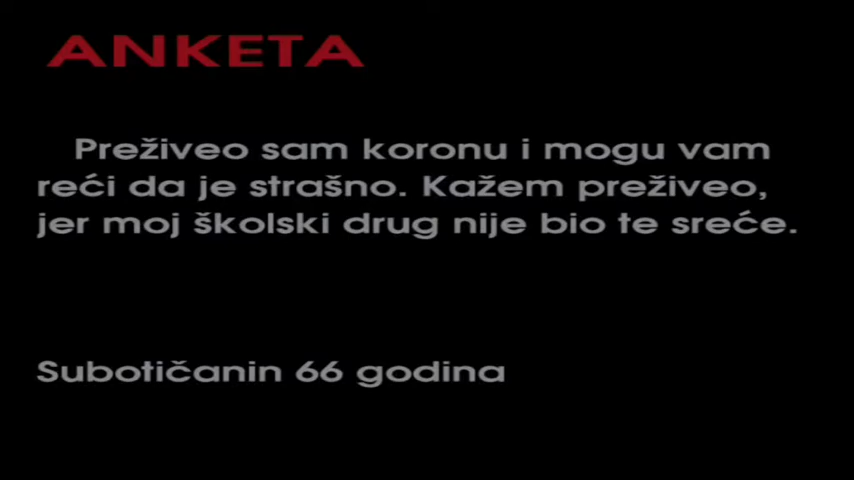 ANKETA
Preživeo sam koronu i mogu vam
reći da je strašno. Kažem preživeo,
jer moj školski drug nije bio te sreće.
Subotičanin 66 godina